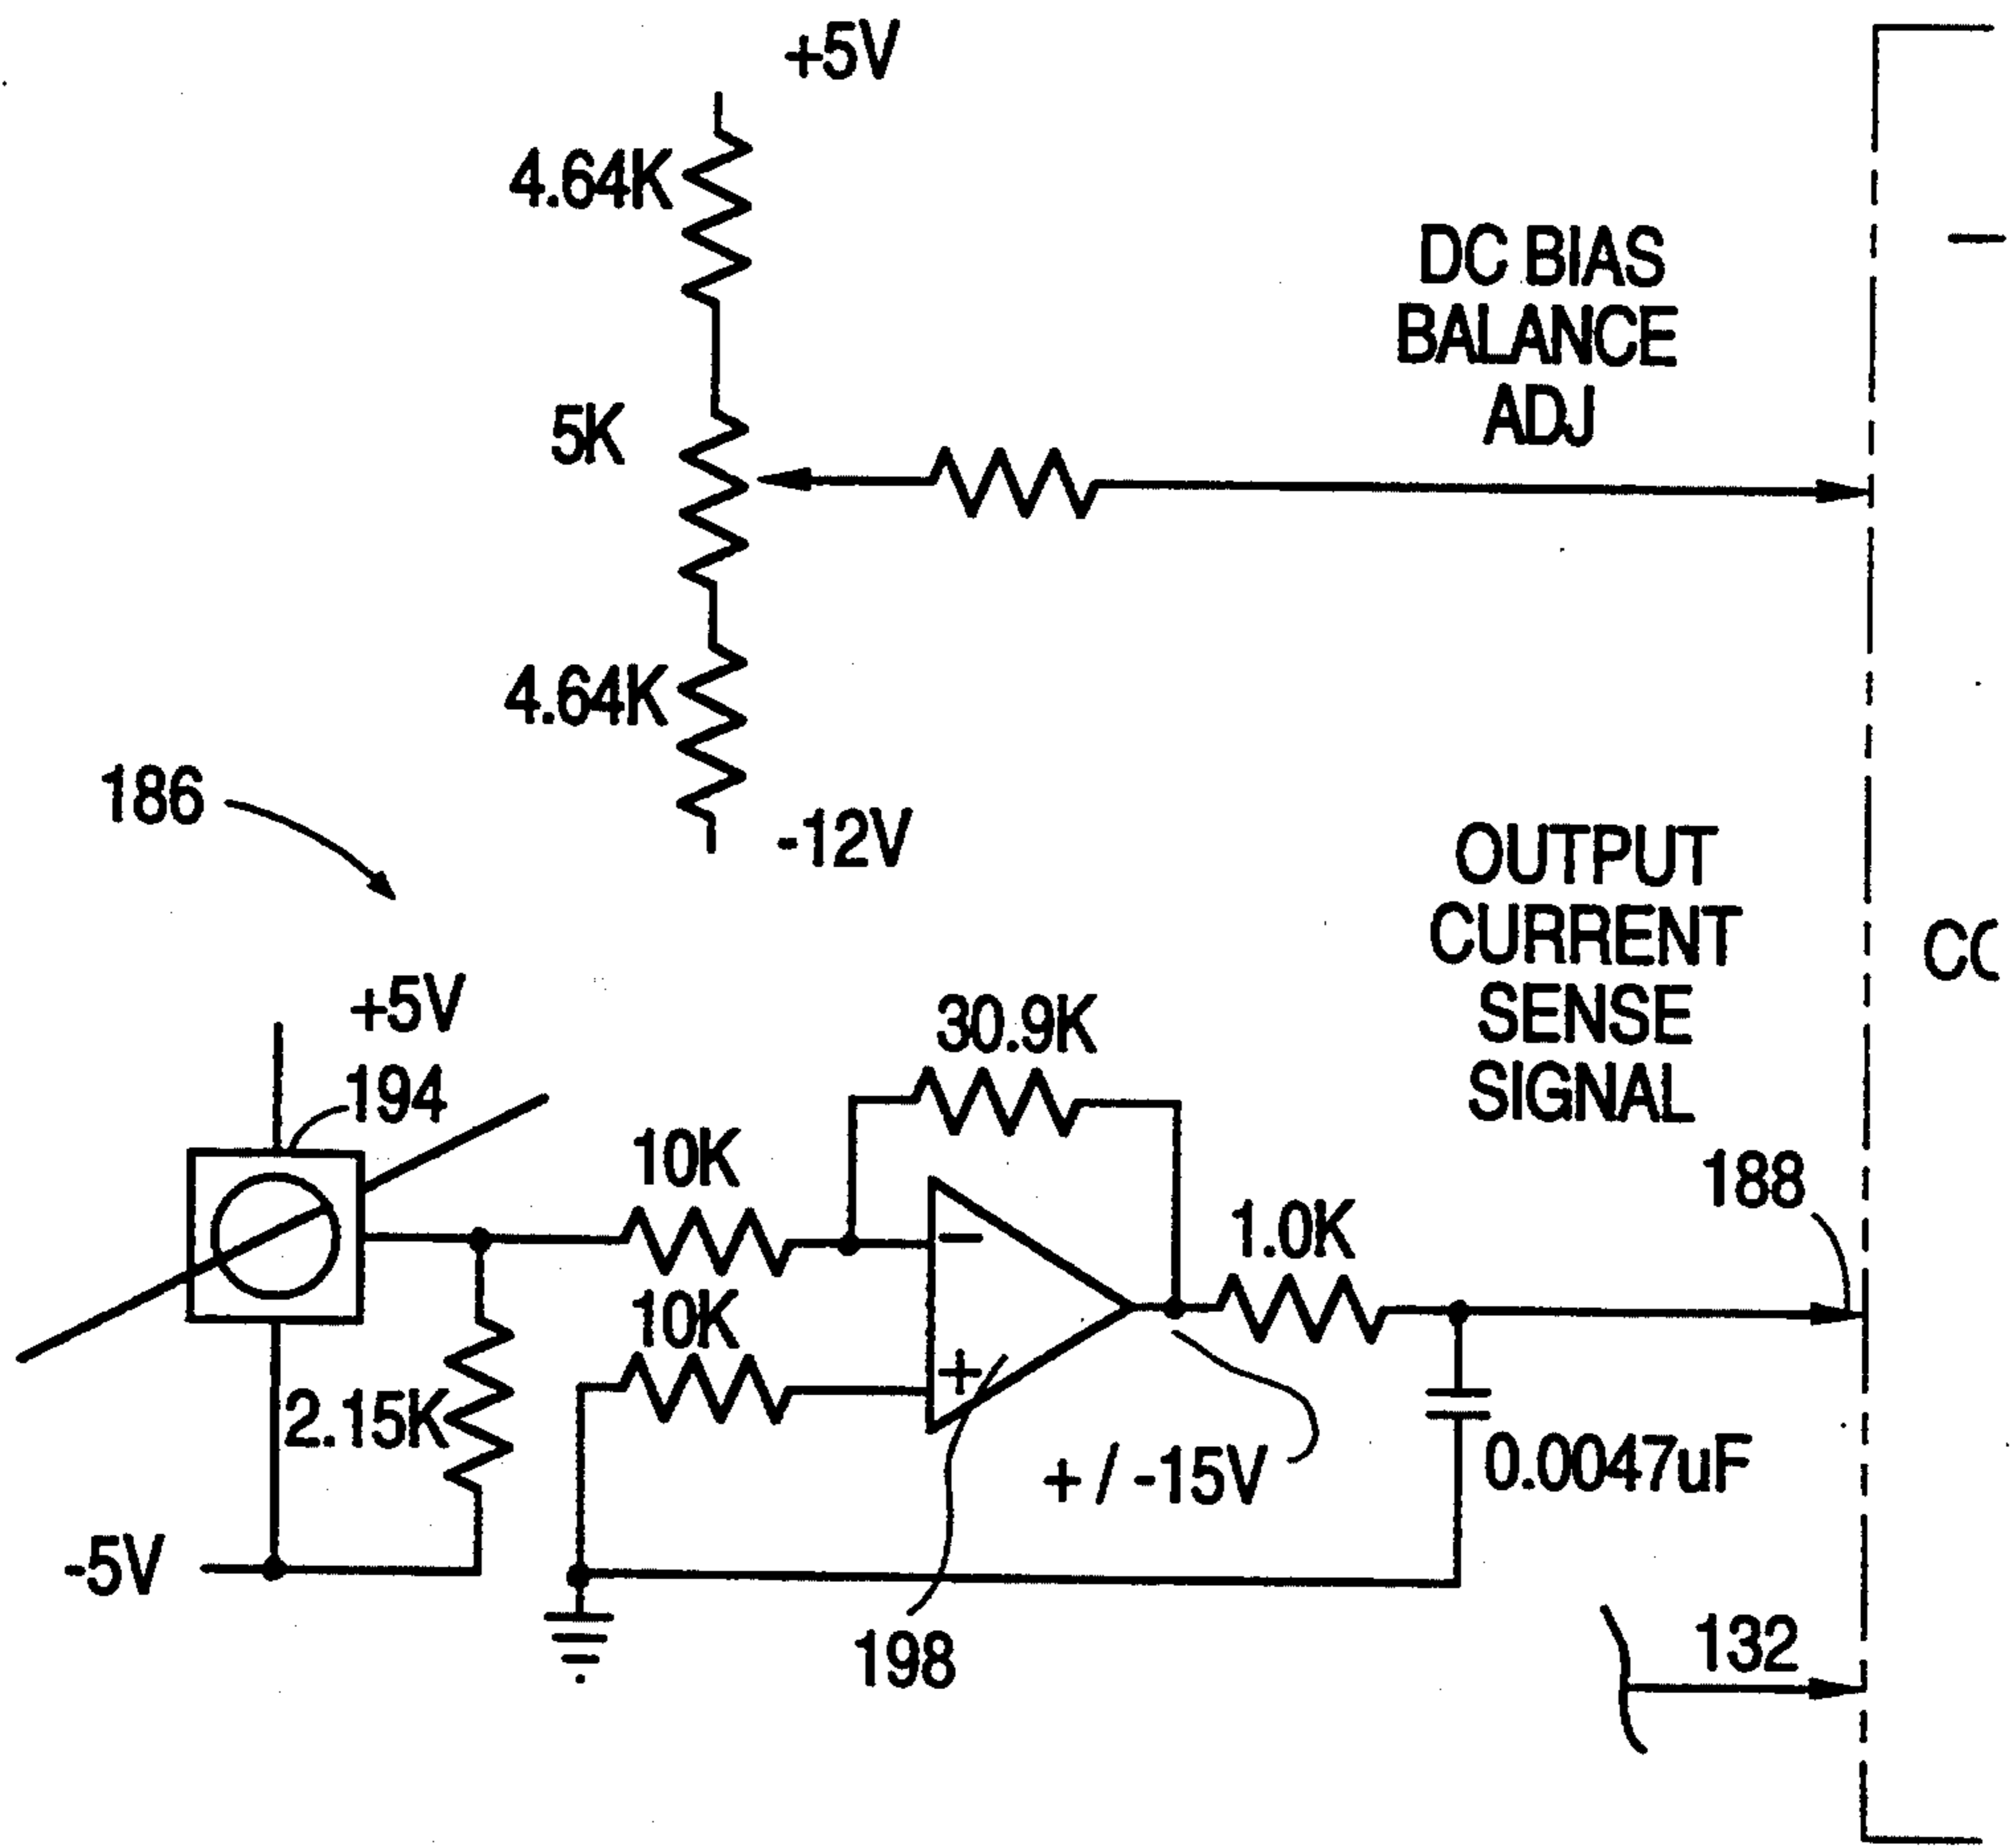 +5V
4.64K
DC BIAS
BALANCE
ADJ
5K
4.64K
186
-12V
OUTPUT
CURRENT
SENSE
SIGNAL
+5V
194
30.9K
10K
188
1.0K
10K
−
+
2.15K
+/-15V
0.0047uF
-5V
198
132